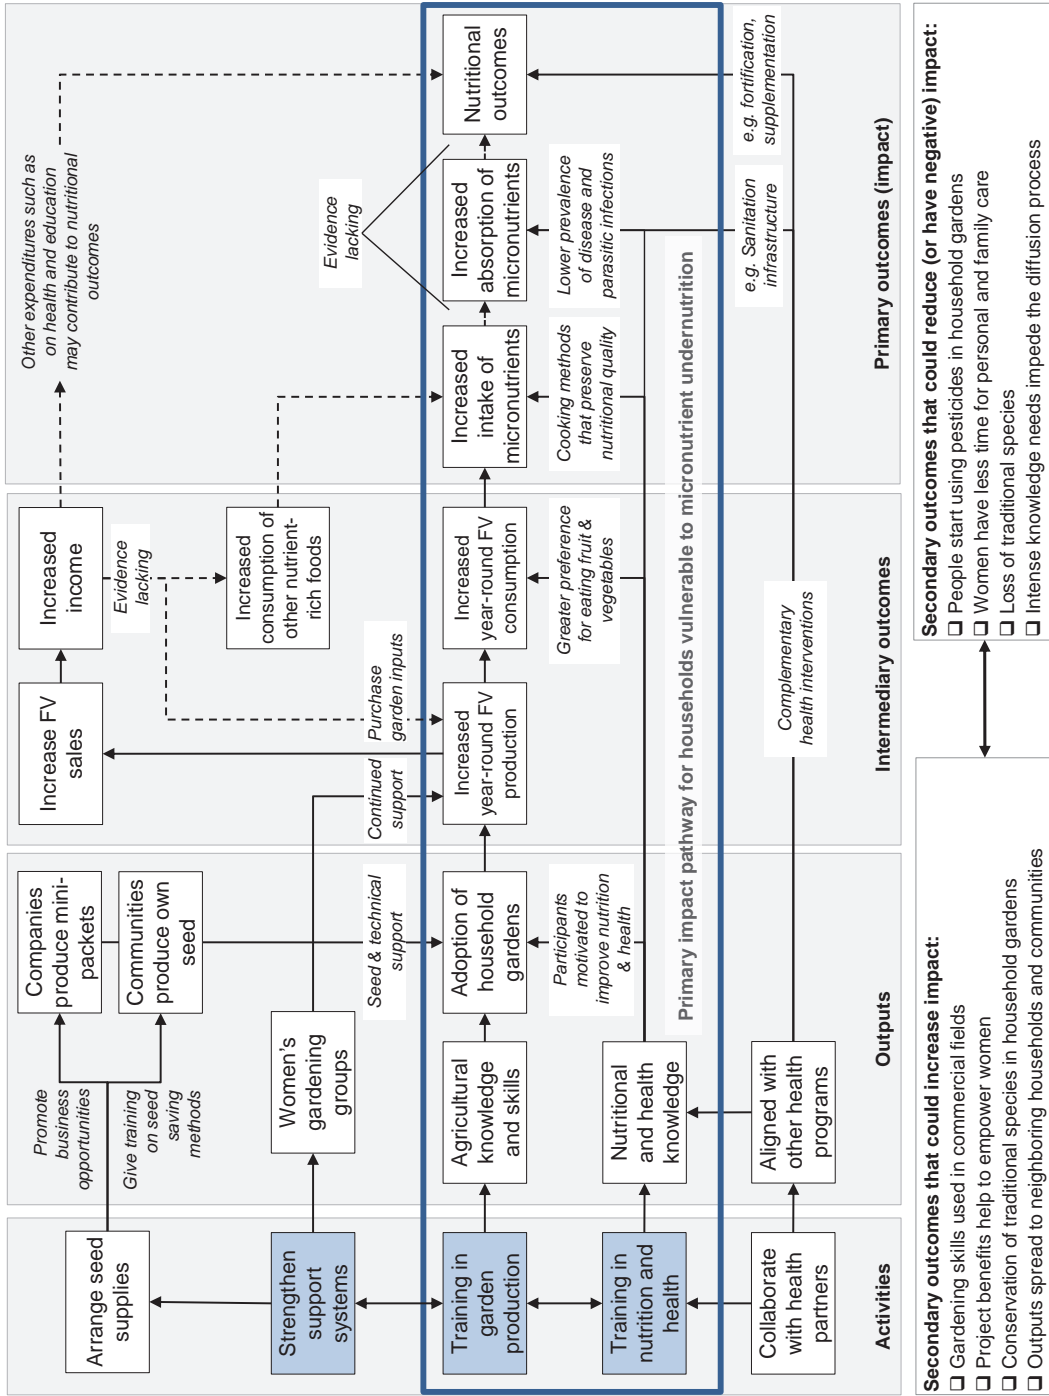 Arrange seed
supplies
Strengthen
support
systems
Training in
garden
production
Training in
nutrition and
health
Collaborate
with health
partners
Activities
Promote
business
opportunities
Give training
on seed
saving
methods
Companies
produce mini-
packets
Communities
produce own
seed
Women's
gardening
groups
Seed & technical
support
Agricultural
knowledge
and skills
Adoption of
household
gardens
Participants
motivated to
improve nutrition
& health
Nutritional
and health
knowledge
Aligned with
other health
programs
Outputs
Increase FV
sales
Increased
income
Evidence
lacking
Increased
consumption of
other nutrient-
rich foods
Continued
support
Purchase
garden inputs
Increased
year-round FV
production
Increased
year-round FV
consumption
Greater preference
for eating fruit &
vegetables
Primary impact pathway for households vulnerable to micronutrient undernutrition
Complementary
health interventions
Intermediary outcomes
Other expenditures such as
on health and education
may contribute to nutritional
outcomes
Evidence
lacking
Increased
intake of
micronutrients
Increased
absorption of
micronutrients
Nutritional
outcomes
Cooking methods
that preserve
nutritional quality
Lower prevalence
of disease and
parasitic infections
e.g. Sanitation
infrastructure
e.g. fortification,
supplementation
Primary outcomes (impact)
Secondary outcomes that could increase impact:
❑ Gardening skills used in commercial fields
❑ Project benefits help to empower women
❑ Conservation of traditional species in household gardens
❑ Outputs spread to neighboring households and communities
Secondary outcomes that could reduce (or have negative) impact:
❑ People start using pesticides in household gardens
❑ Women have less time for personal and family care
❑ Loss of traditional species
❑ Intense knowledge needs impede the diffusion process